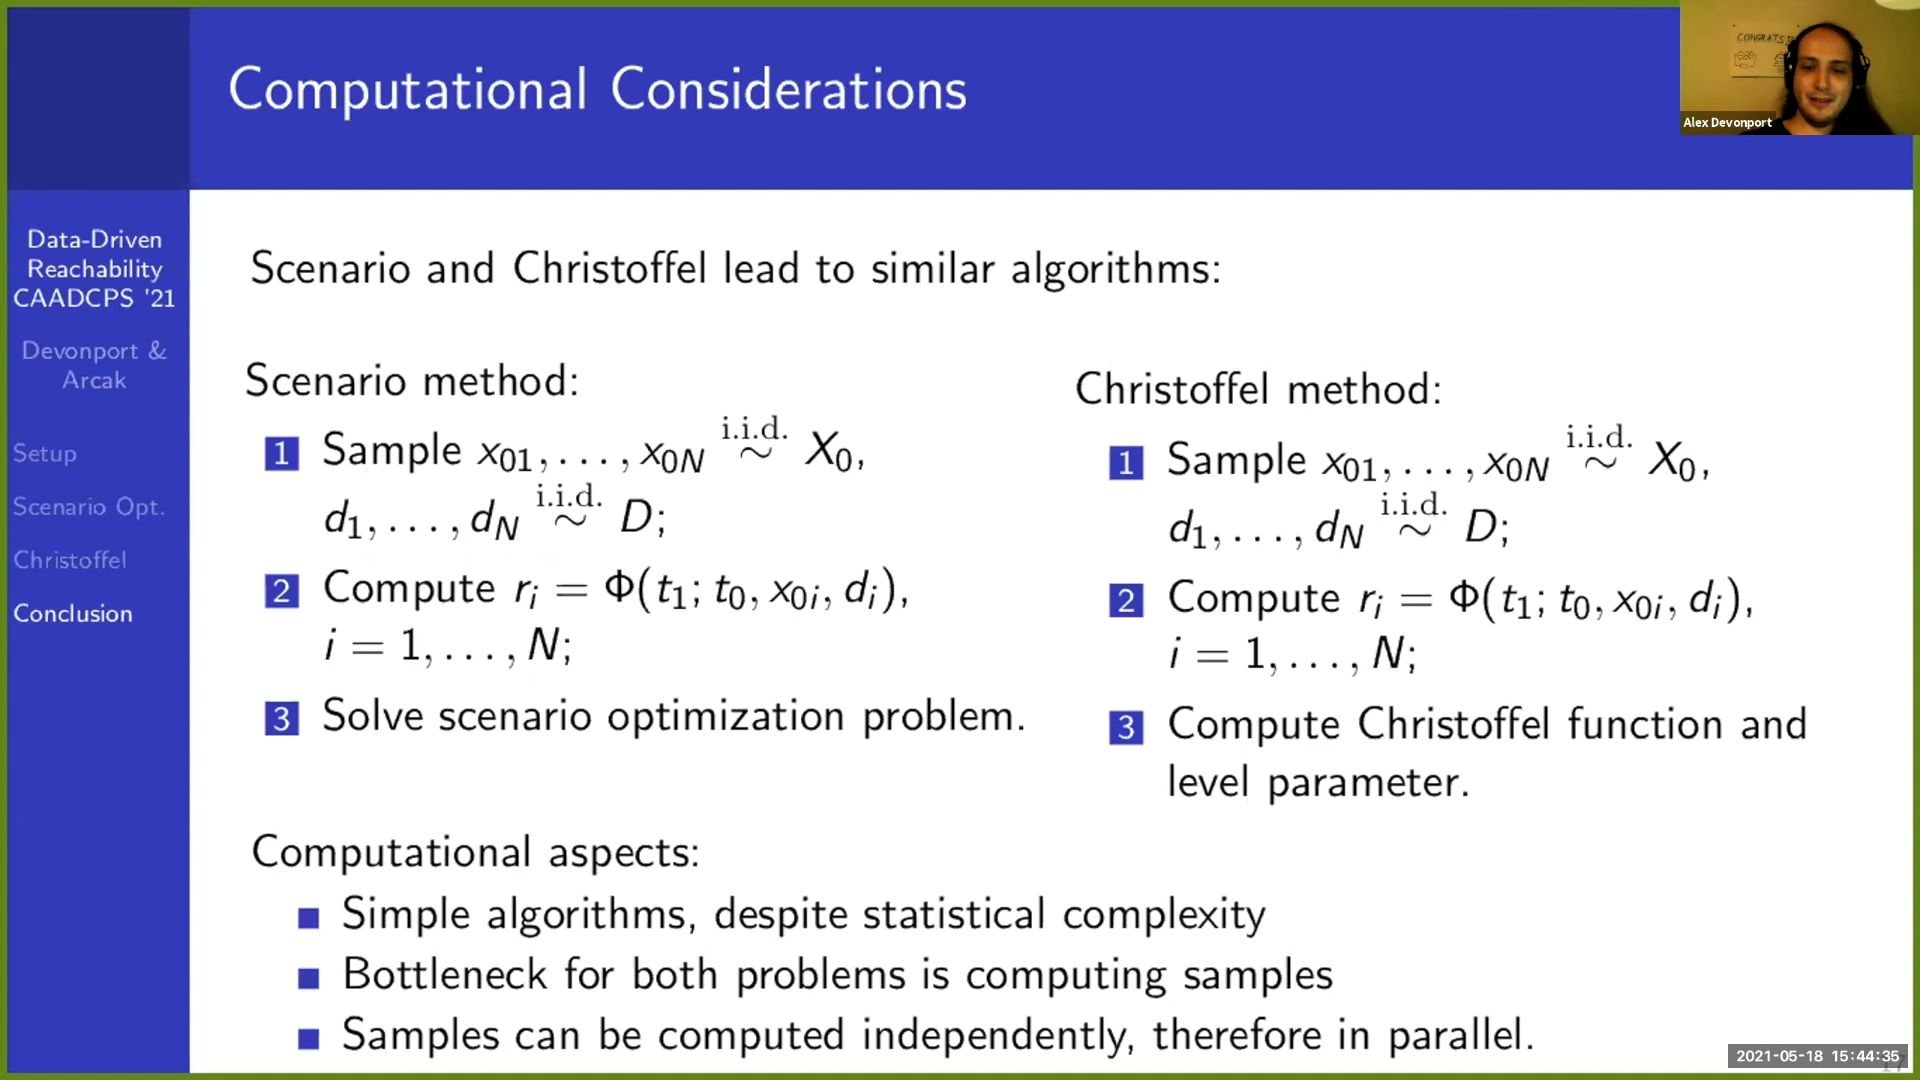 Computational Considerations
CONGRATS
Alex Devonport
Data-Driven
Reachability
CAADCPS '21
Devonport &
Arcak
Setup
Scenario Opt.
Christoffel
Conclusion
Scenario and Christoffel lead to similar algorithms:
Scenario method:
1 Sample x₀₁, . . . , x₀N i.i.d. ∼ X₀,
d₁, . . . , dN i.i.d. ∼ D;
2 Compute rᵢ = Φ(t₁; t₀, x₀ᵢ, dᵢ),
i = 1, . . . , N;
3 Solve scenario optimization problem.
Christoffel method:
1 Sample x₀₁, . . . , x₀N i.i.d. ∼ X₀,
d₁, . . . , dN i.i.d. ∼ D;
2 Compute rᵢ = Φ(t₁; t₀, x₀ᵢ, dᵢ),
i = 1, . . . , N;
3 Compute Christoffel function and
level parameter.
Computational aspects:
Simple algorithms, despite statistical complexity
Bottleneck for both problems is computing samples
Samples can be computed independently, therefore in parallel.
2021-05-18 15:44:35